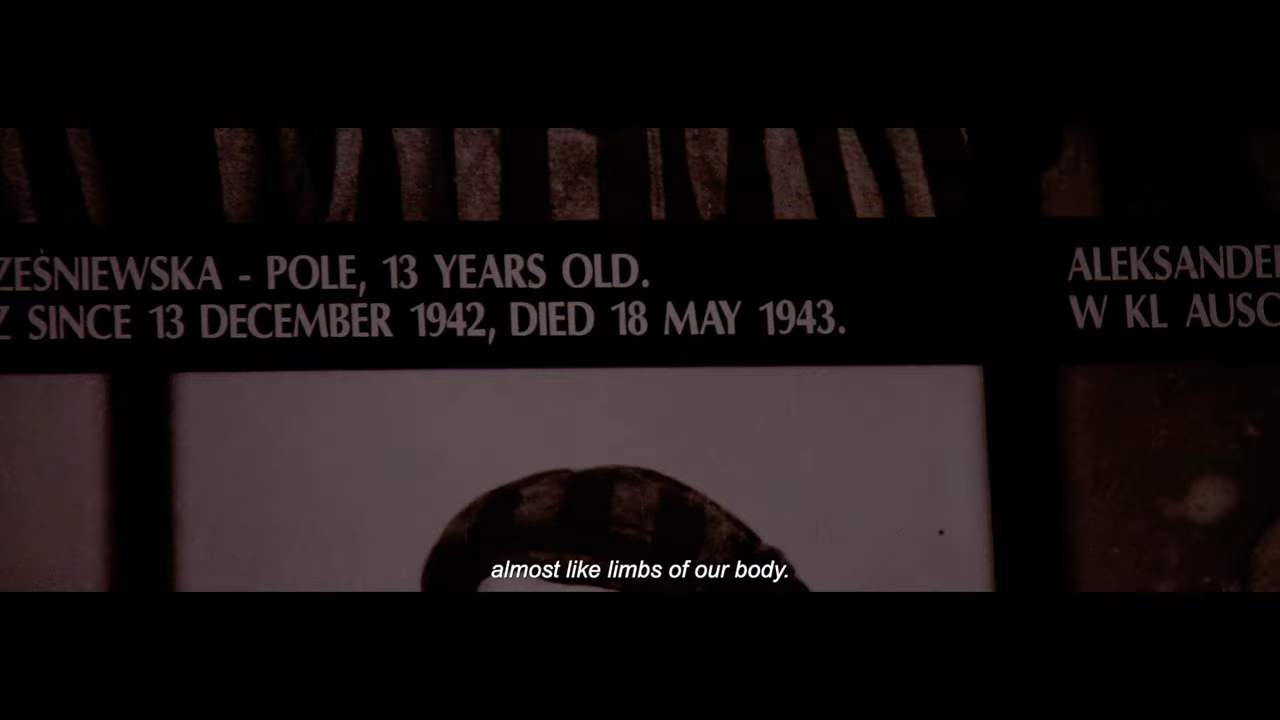 ZEŚNIEWSKA - POLE, 13 YEARS OLD.
Z SINCE 13 DECEMBER 1942, DIED 18 MAY 1943.
ALEKSANDE
W KL AUSC
almost like limbs of our body.